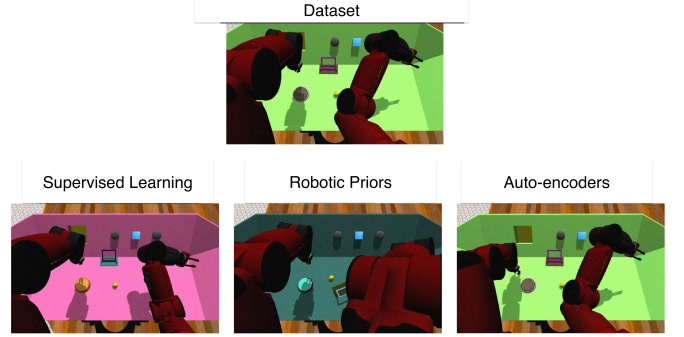 Dataset
Supervised Learning
Robotic Priors
Auto-encoders